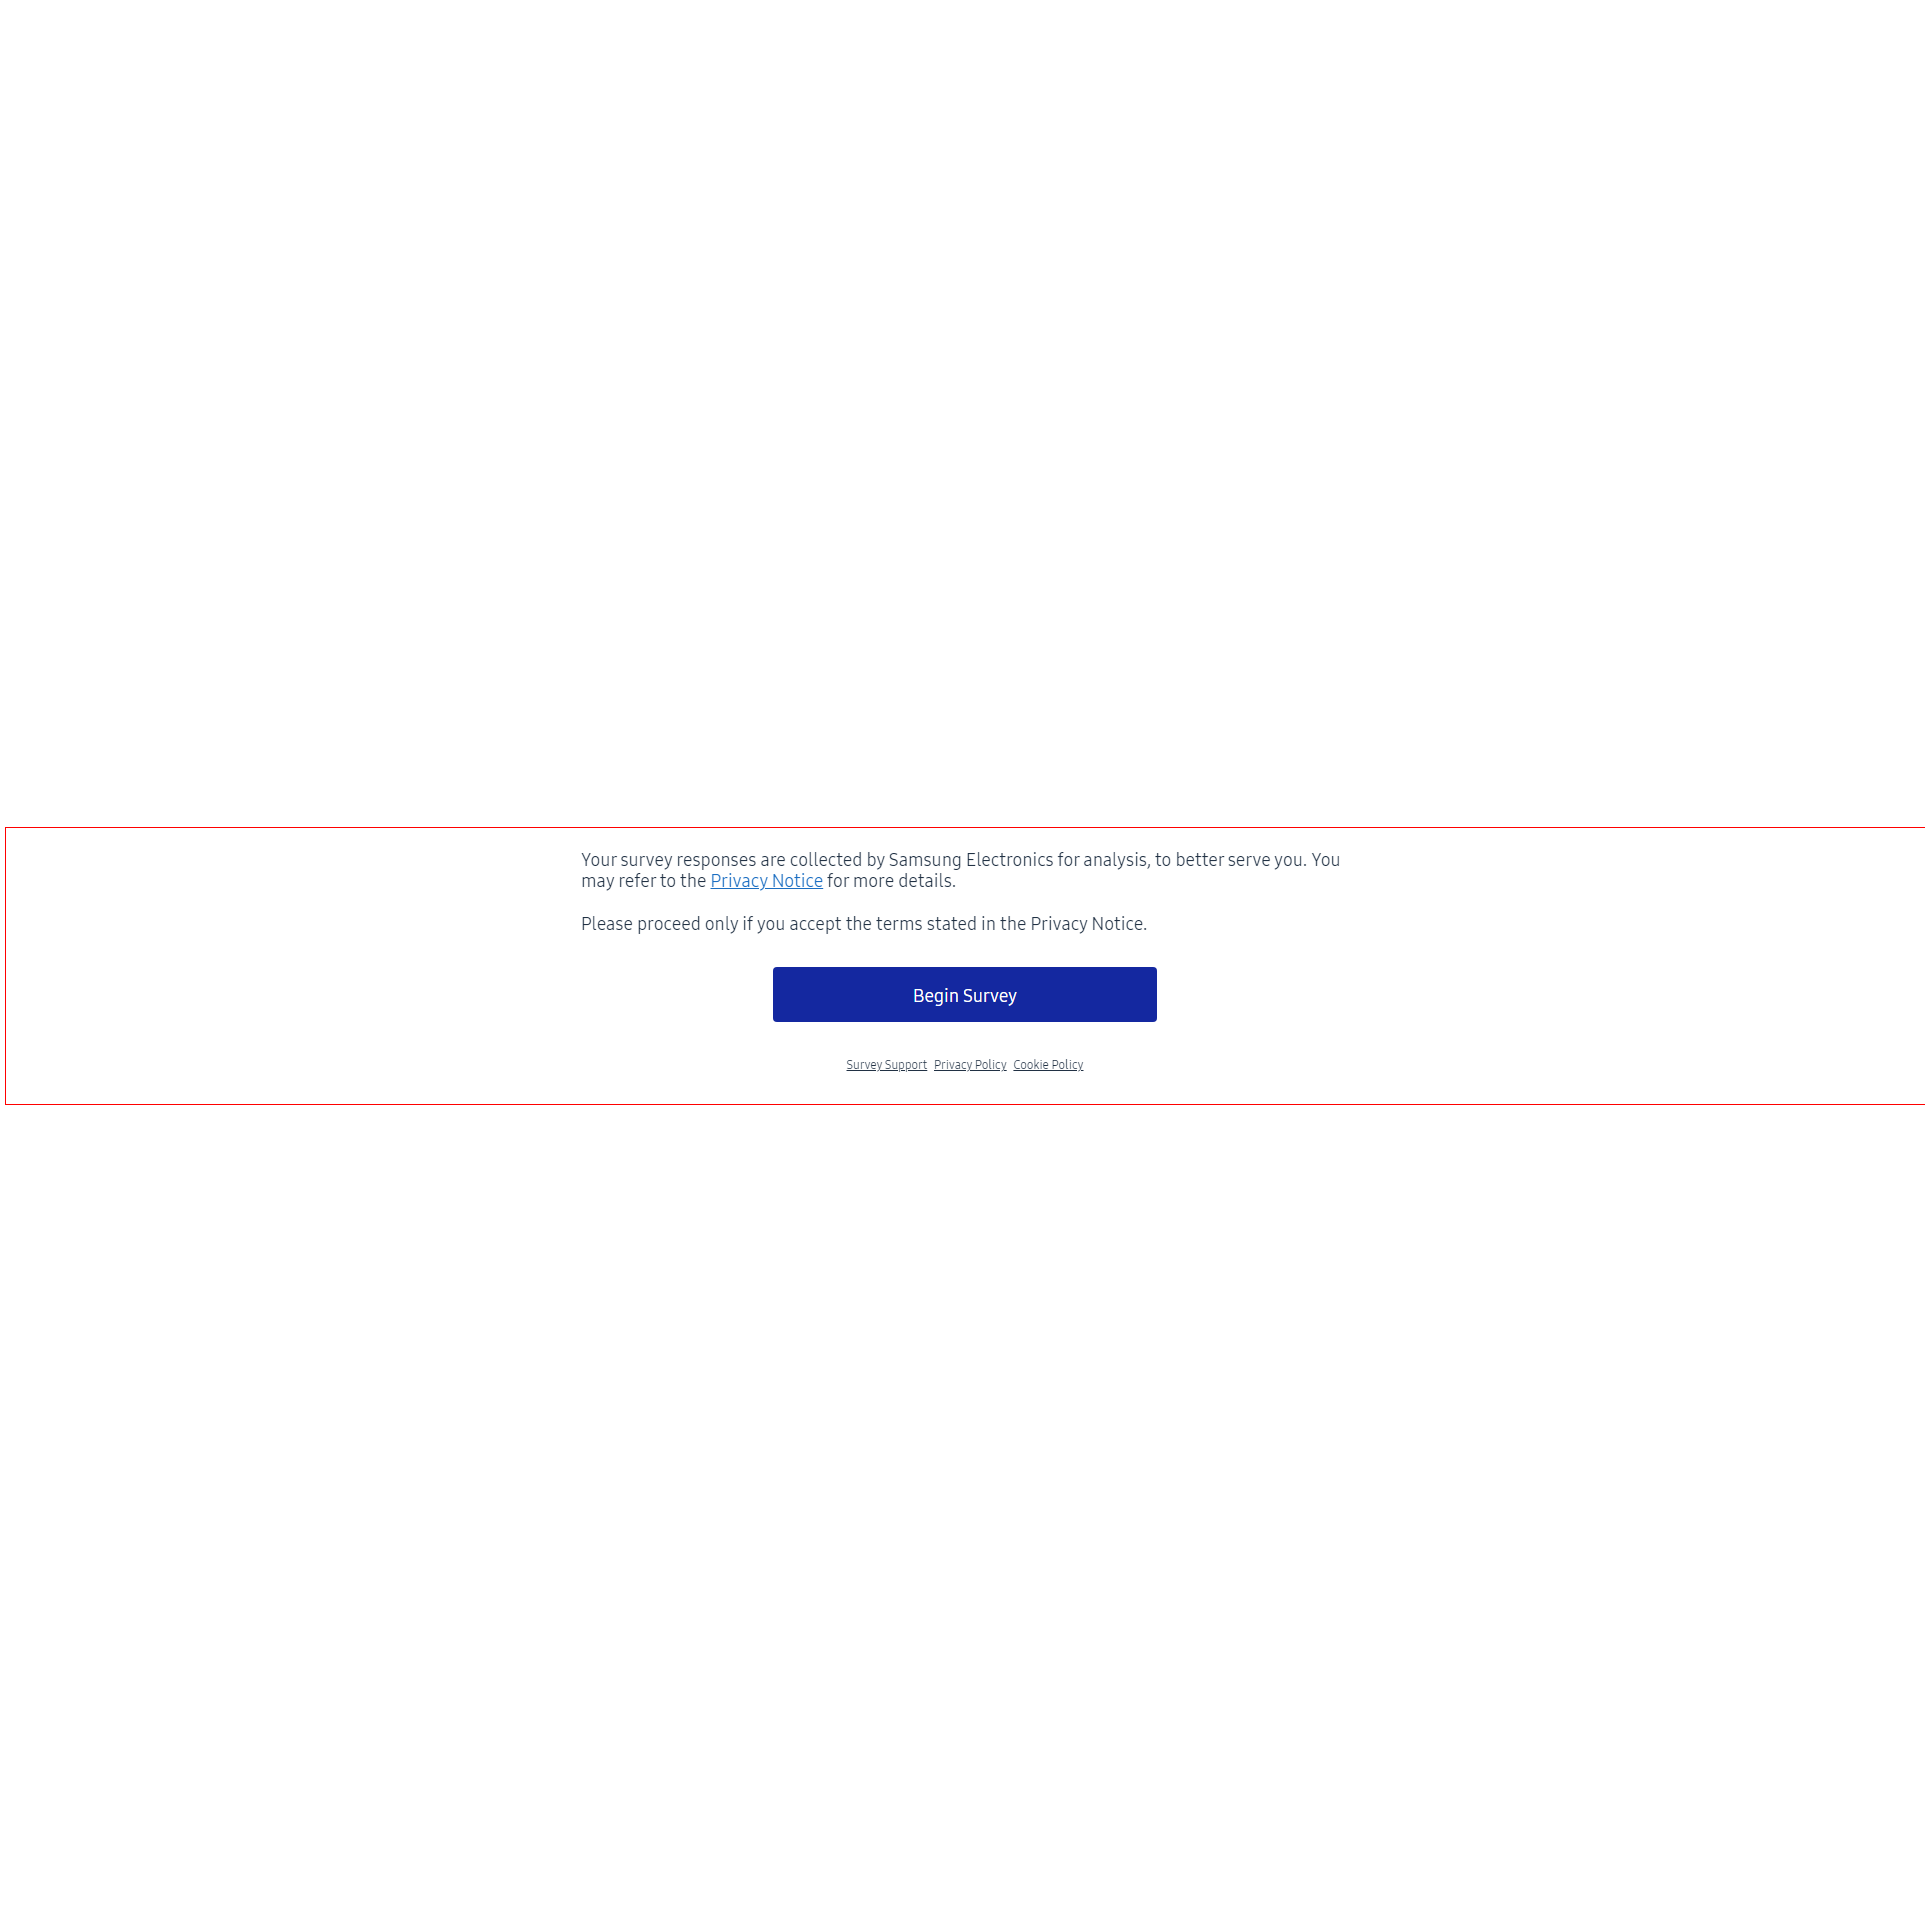 Your survey responses are collected by Samsung Electronics for analysis, to better serve you. You
may refer to the Privacy Notice for more details.
Please proceed only if you accept the terms stated in the Privacy Notice.
Begin Survey
Survey Support Privacy Policy Cookie Policy